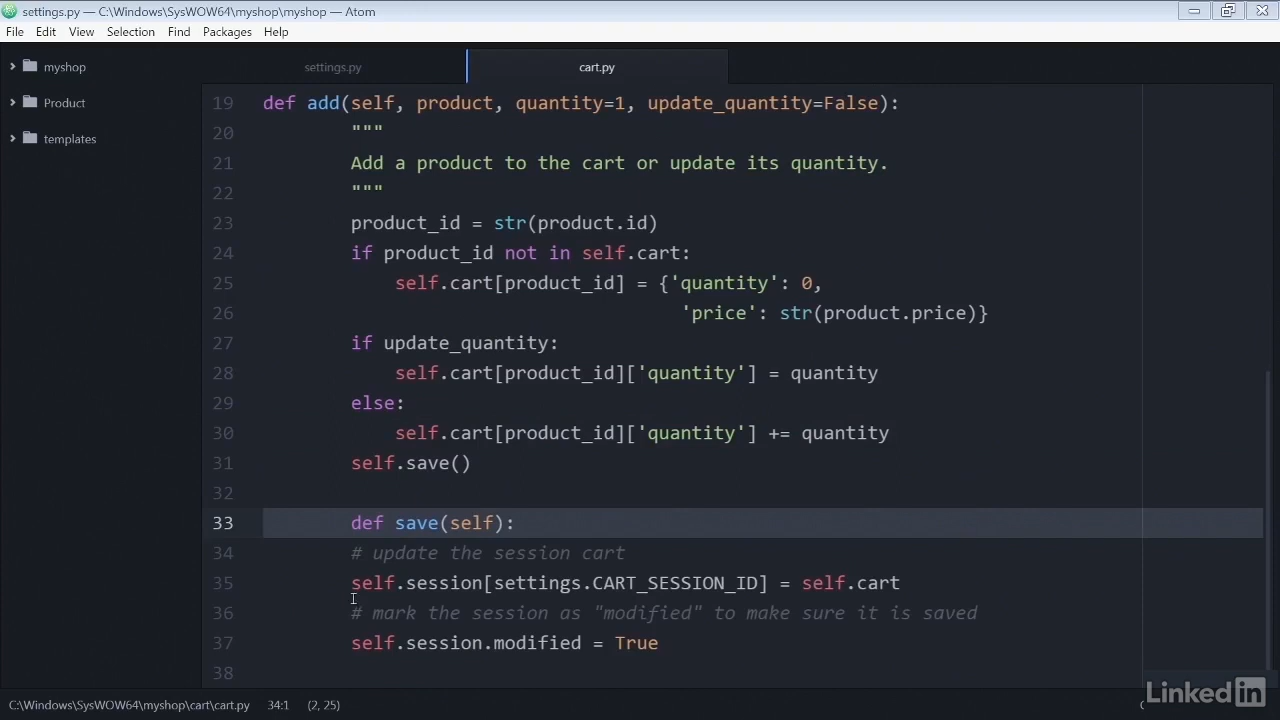 settings.py — C:\Windows\SysWOW64\myshop\myshop — Atom
File Edit View Selection Find Packages Help
myshop
Product
templates
settings.py
cart.py
19 def add(self, product, quantity=1, update_quantity=False):
20 """
21 Add a product to the cart or update its quantity.
22 """
23 product_id = str(product.id)
24 if product_id not in self.cart:
25 self.cart[product_id] = {'quantity': 0,
26 'price': str(product.price)}
27 if update_quantity:
28 self.cart[product_id]['quantity'] = quantity
29 else:
30 self.cart[product_id]['quantity'] += quantity
31 self.save()
32
33 def save(self):
34 # update the session cart
35 self.session[settings.CART_SESSION_ID] = self.cart
36 # mark the session as "modified" to make sure it is saved
37 self.session.modified = True
38
C:\Windows\SysWOW64\myshop\cart\cart.py 34:1 (2, 25)
LinkedIn